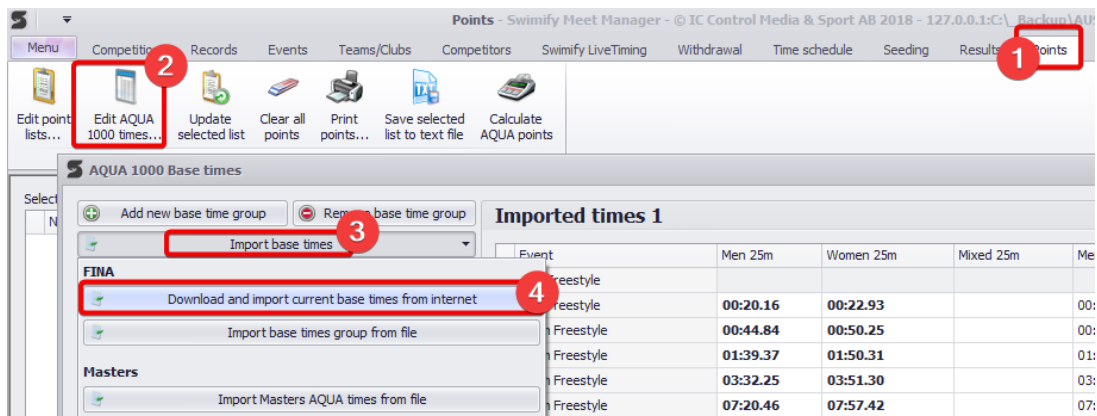 Points - Swimify Meet Manager - © IC Control Media & Sport AB 2018 - 127.0.0.1:C:\_Backup\AUS
Menu Competition Records Events Teams/Clubs Competitors Swimify LiveTiming Withdrawal Time schedule Seeding Results 1 Points
2
Edit point lists... Edit AQUA 1000 times... Update selected list Clear all points Print points... Save selected list to text file Calculate AQUA points
AQUA 1000 Base times
Select
N
Add new base time group Remove base time group Imported times 1
3
Import base times
Event Men 25m Women 25m Mixed 25m Me
FINA
Freestyle
Download and import current base times from internet 4 Freestyle 00:20.16 00:22.93 00:
Import base times group from file Freestyle 00:44.84 00:50.25 00:
Freestyle 01:39.37 01:50.31 01:
Masters
Freestyle 03:32.25 03:51.30 03:
Import Masters AQUA times from file Freestyle 07:20.46 07:57.42 07: